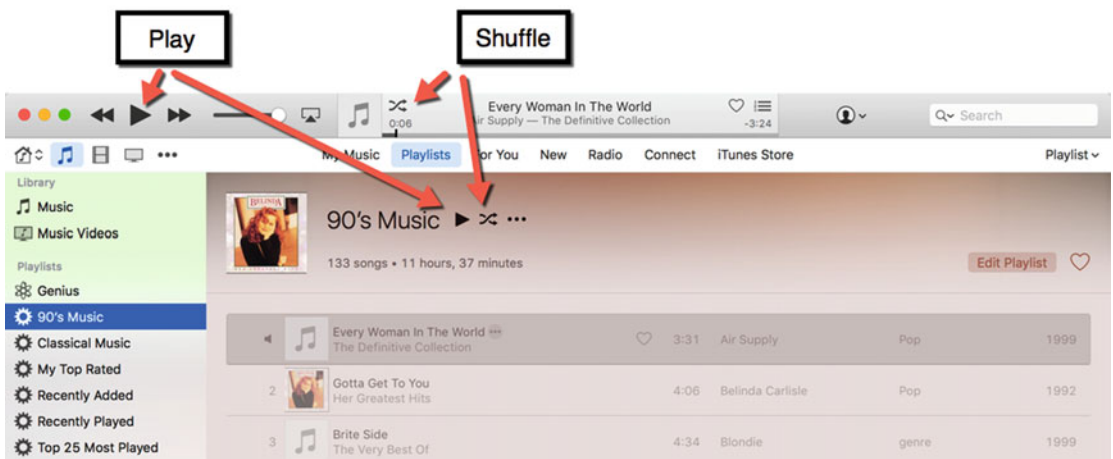 Play
Shuffle
Every Woman In The World
0:06
Air Supply — The Definitive Collection
-3:24
Search
My Music Playlists For You New Radio Connect iTunes Store
Playlist
Library
Music
Music Videos
Playlists
Genius
90's Music
Classical Music
My Top Rated
Recently Added
Recently Played
Top 25 Most Played
BELINDA
90's Music
133 songs • 11 hours, 37 minutes
Edit Playlist
Every Woman In The World
The Definitive Collection
3:31 Air Supply Pop 1999
2 Gotta Get To You
Her Greatest Hits
4:06 Belinda Carlisle Pop 1992
3 Brite Side
The Very Best Of
4:34 Blondie genre 1999